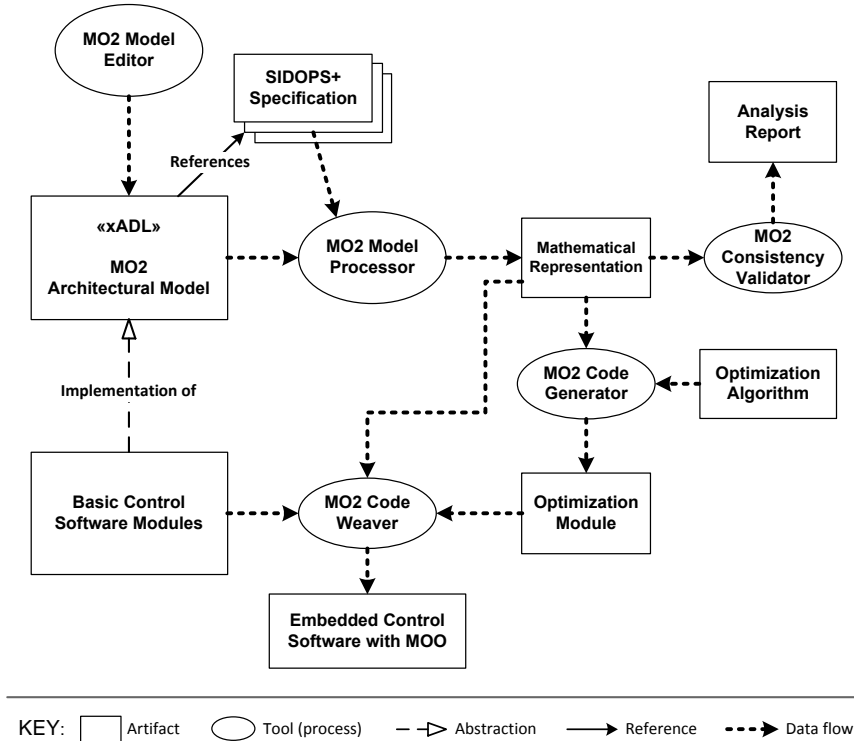 MO2 Model
Editor
SIDOPS+
Specification
Analysis
Report
References
«xADL»
MO2
Architectural Model
MO2 Model
Processor
Mathematical
Representation
MO2
Consistency
Validator
Implementation of
MO2 Code
Generator
Optimization
Algorithm
Basic Control
Software Modules
MO2 Code
Weaver
Optimization
Module
Embedded Control
Software with MOO
KEY: Artifact Tool (process) Abstraction Reference Data flow